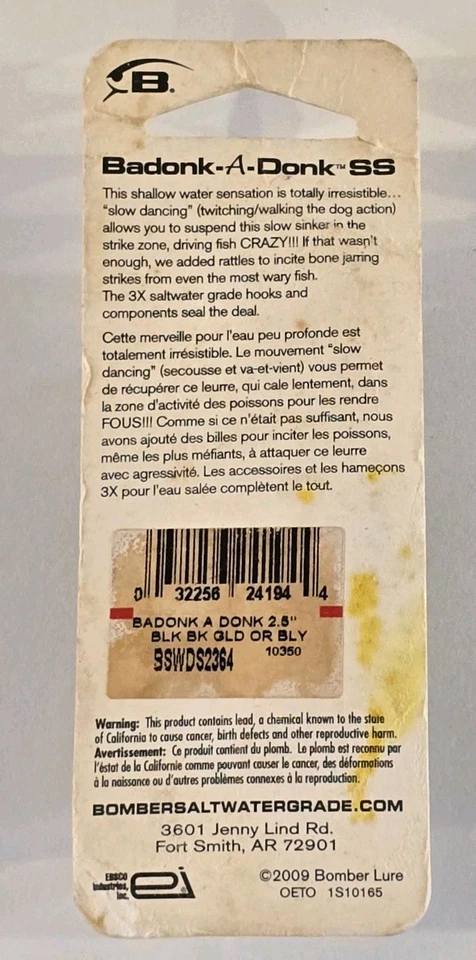 B.
Badonk-A-Donk™ SS
This shallow water sensation is totally irresistible...
"slow dancing" (twitching/walking the dog action)
allows you to suspend this slow sinker in the
strike zone, driving fish CRAZY!!! If that wasn't
enough, we added rattles to incite bone jarring
strikes from even the most wary fish.
The 3X saltwater grade hooks and
components seal the deal.
Cette merveille pour l'eau peu profonde est
totalement irrésistible. Le mouvement "slow
dancing" (secousse et va-et-vient) vous permet
de récupérer ce leurre, qui cale lentement, dans
la zone d'activité des poissons pour les rendre
FOUS!!! Comme si ce n'était pas suffisant, nous
avons ajouté des billes pour inciter les poissons,
même les plus méfiants, à attaquer ce leurre
avec agressivité. Les accessoires et les hameçons
3X pour l'eau salée complètent le tout.
0 32256 24194 4
BADONK A DONK 2.5"
BLK BK GLD OR BLY
BSWDS2364 10350
Warning: This product contains lead, a chemical known to the state
of California to cause cancer, birth defects and other reproductive harm.
Avertissement: Ce produit contient du plomb. Le plomb est reconnu par
l'éstat de la Californie comme pouvant causer le cancer, des déformations
à la naissance ou d'autres problèmes connexes à la reproduction.
BOMBERSALTWATERGRADE.COM
3601 Jenny Lind Rd.
Fort Smith, AR 72901
EBSCO
Industries,
Inc.
ei
©2009 Bomber Lure
OETO 1S10165